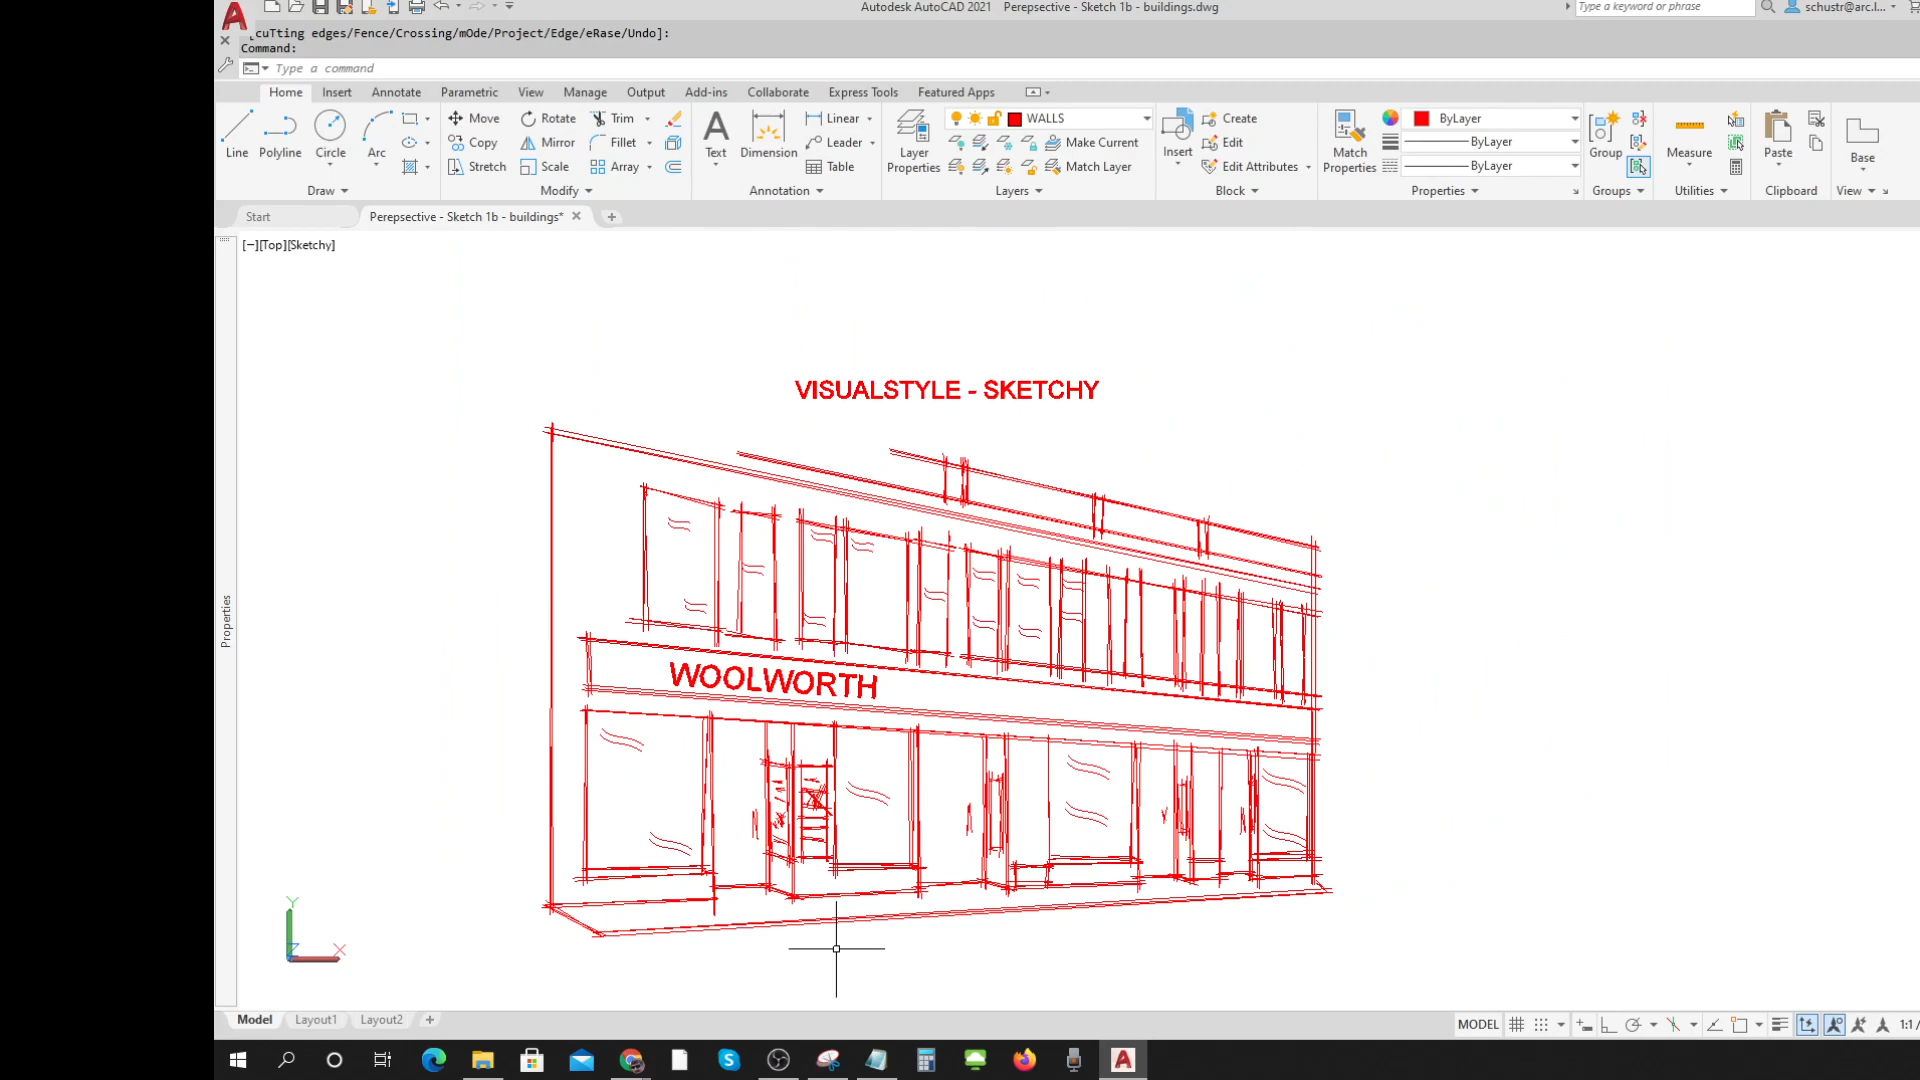 Autodesk AutoCAD 2021 Perepsective - Sketch 1b - buildings.dwg
Type a keyword or phrase
schustr@arc.l...
[cuTting edges/Fence/Crossing/mOde/Project/Edge/eRase/Undo]:
Command:
Type a command
Home Insert Annotate Parametric View Manage Output Add-ins Collaborate Express Tools Featured Apps
Line Polyline Circle Arc
Draw
Move Rotate Trim
Copy Mirror Fillet
Stretch Scale Array
Modify
Text Dimension
Linear
Leader
Table
Annotation
Layer Properties
WALLS
Make Current
Match Layer
Layers
Insert
Create
Edit
Edit Attributes
Block
Match Properties
ByLayer
ByLayer
ByLayer
Properties
Group
Groups
Measure
Utilities
Paste
Clipboard
Base
View
Start Perepsective - Sketch 1b - buildings*
[−][Top][Sketchy]
VISUALSTYLE - SKETCHY
WOOLWORTH
Properties
Y
Z
X
Model Layout1 Layout2
MODEL
1:1 /